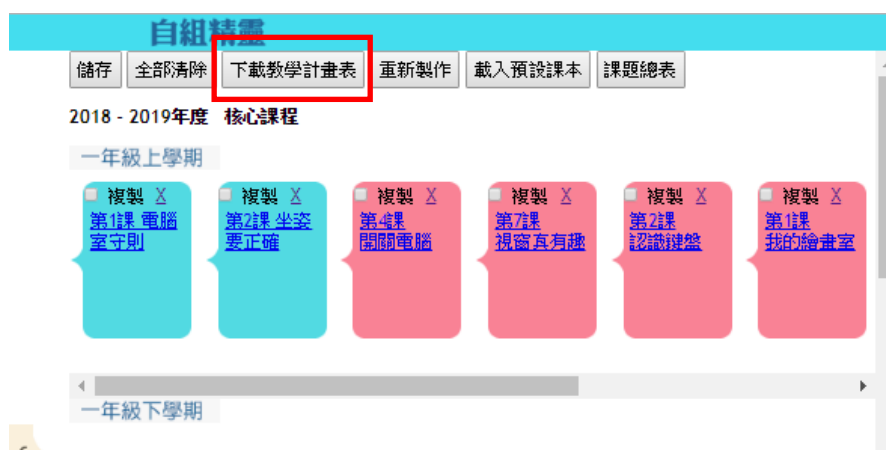 自組精靈
儲存 全部清除 下載教學計畫表 重新製作 載入預設課本 課題總表
2018 - 2019年度 核心課程
一年級上學期
複製 X 複製 X 複製 X 複製 X 複製 X 複製 X
第1課 電腦 第2課 坐姿 第4課 第7課 第2課 第1課
室守則 要正確 開關電腦 視窗真有趣 認識鍵盤 我的繪畫室
一年級下學期